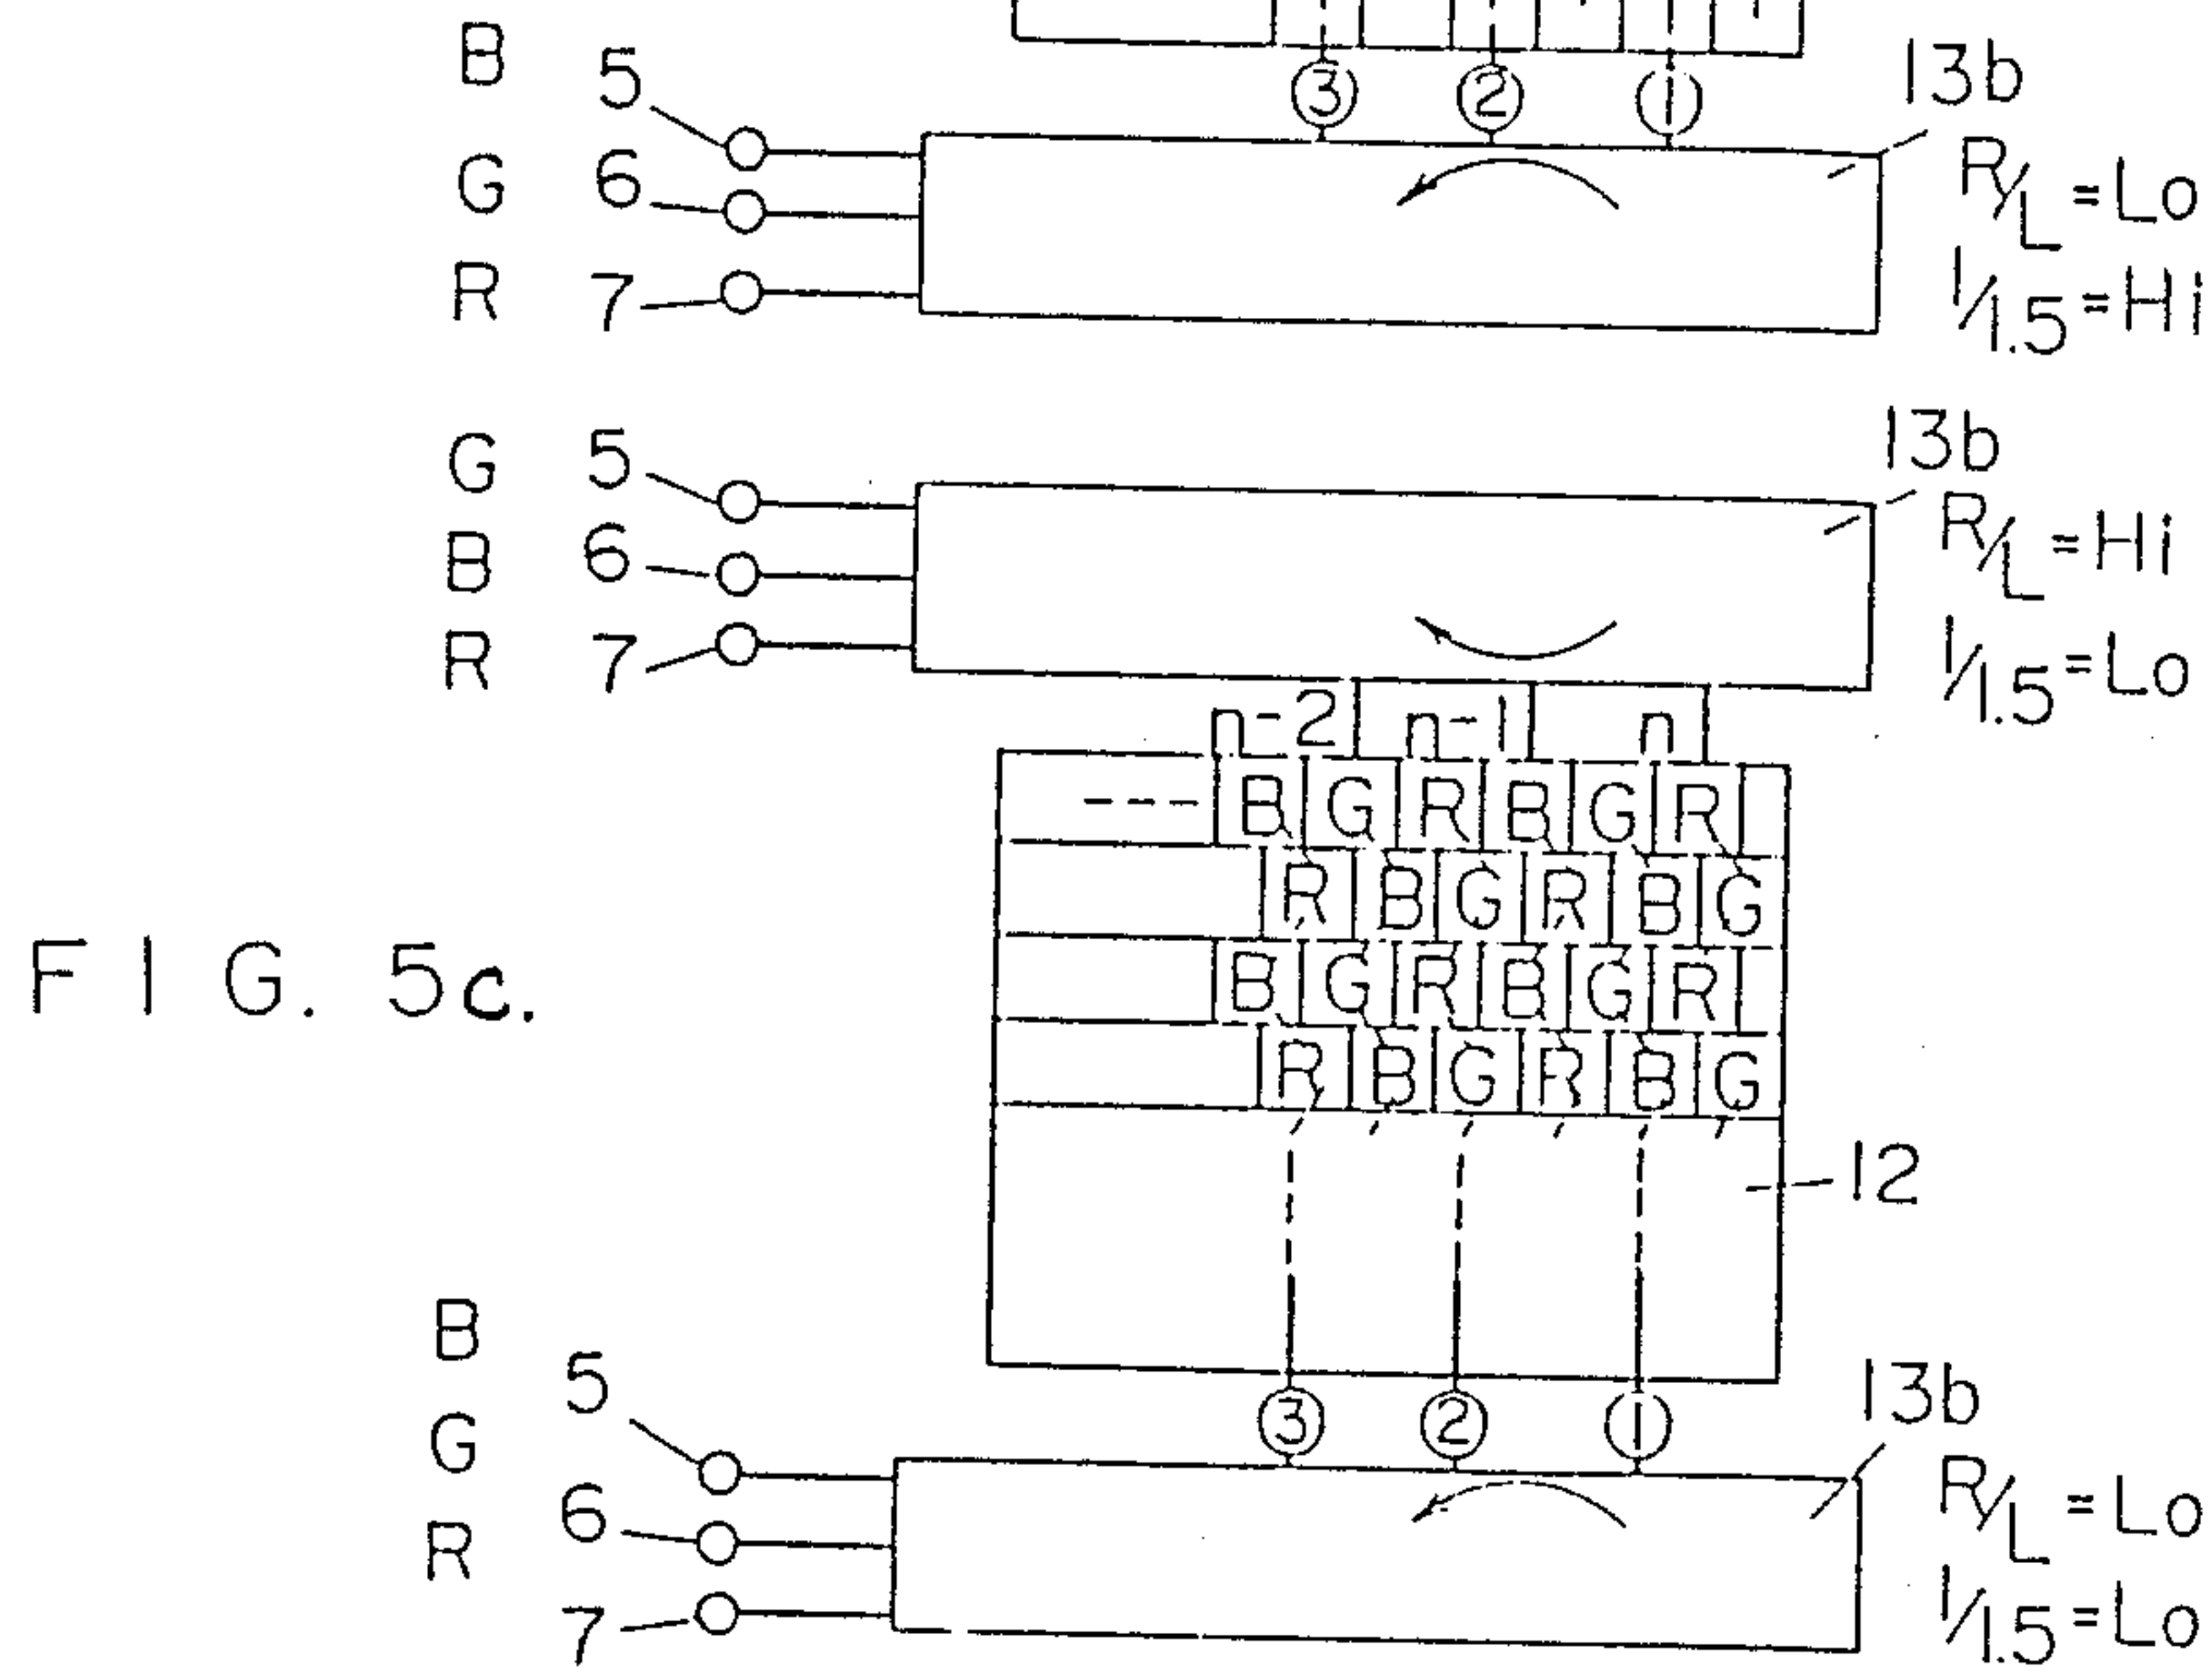 B 5 ③ ② ① 13b
G 6 R/L = Lo
R 7 1/1.5 = Hi
G 5 13b
B 6 R/L = Hi
R 7 1/1.5 = Lo
n-2 n-1 n
--- B G R B G R
R B G R B G
FIG. 5c. B G R B G R
R B G R B G
12
B 5 ③ ② ① 13b
G 6 R/L = Lo
R 7 1/1.5 = Lo